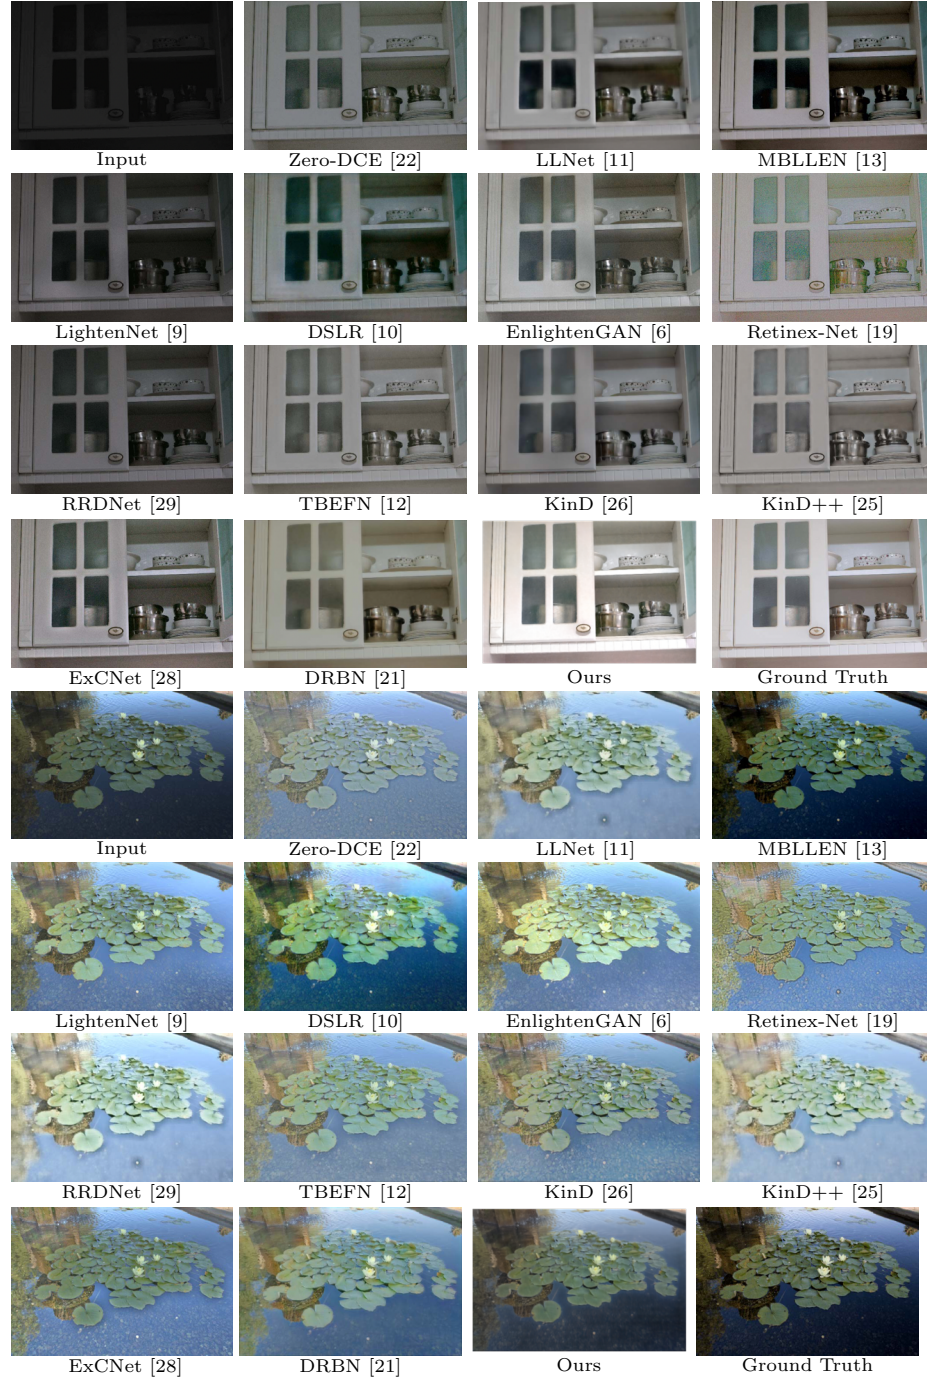 Input Zero-DCE [22] LLNet [11] MBLLEN [13]
LightenNet [9] DSLR [10] EnlightenGAN [6] Retinex-Net [19]
RRDNet [29] TBEFN [12] KinD [26] KinD++ [25]
ExCNet [28] DRBN [21] Ours Ground Truth
Input Zero-DCE [22] LLNet [11] MBLLEN [13]
LightenNet [9] DSLR [10] EnlightenGAN [6] Retinex-Net [19]
RRDNet [29] TBEFN [12] KinD [26] KinD++ [25]
ExCNet [28] DRBN [21] Ours Ground Truth